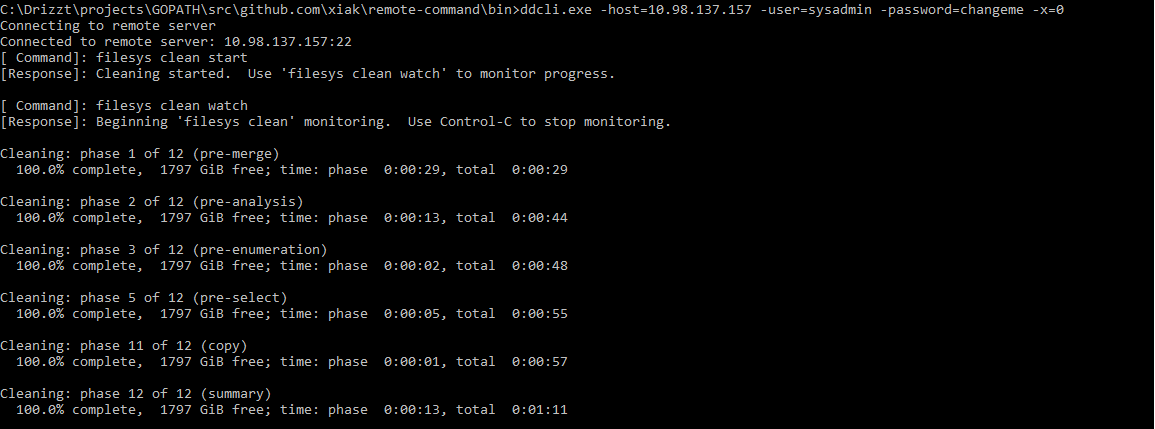 C:\Drizzt\projects\GOPATH\src\github.com\xiak\remote-command\bin>ddcli.exe -host=10.98.137.157 -user=sysadmin -password=changeme -x=0
Connecting to remote server
Connected to remote server: 10.98.137.157:22
[ Command]: filesys clean start
[Response]: Cleaning started.  Use 'filesys clean watch' to monitor progress.

[ Command]: filesys clean watch
[Response]: Beginning 'filesys clean' monitoring.  Use Control-C to stop monitoring.

Cleaning: phase 1 of 12 (pre-merge)
  100.0% complete,  1797 GiB free; time: phase  0:00:29, total  0:00:29

Cleaning: phase 2 of 12 (pre-analysis)
  100.0% complete,  1797 GiB free; time: phase  0:00:13, total  0:00:44

Cleaning: phase 3 of 12 (pre-enumeration)
  100.0% complete,  1797 GiB free; time: phase  0:00:02, total  0:00:48

Cleaning: phase 5 of 12 (pre-select)
  100.0% complete,  1797 GiB free; time: phase  0:00:05, total  0:00:55

Cleaning: phase 11 of 12 (copy)
  100.0% complete,  1797 GiB free; time: phase  0:00:01, total  0:00:57

Cleaning: phase 12 of 12 (summary)
  100.0% complete,  1797 GiB free; time: phase  0:00:13, total  0:01:11